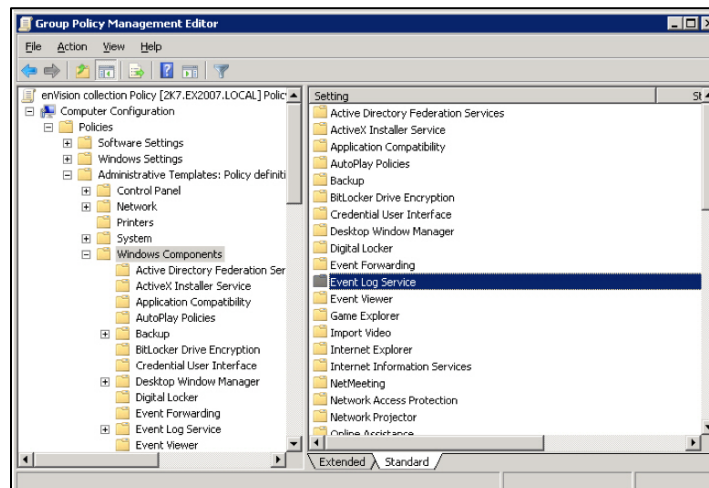 Group Policy Management Editor
File Action View Help
enVision collection Policy [2K7.EX2007.LOCAL] Polic
Computer Configuration
Policies
Software Settings
Windows Settings
Administrative Templates: Policy definiti
Control Panel
Network
Printers
System
Windows Components
Active Directory Federation Ser
ActiveX Installer Service
Application Compatibility
AutoPlay Policies
Backup
BitLocker Drive Encryption
Credential User Interface
Desktop Window Manager
Digital Locker
Event Forwarding
Event Log Service
Event Viewer
Setting St
Active Directory Federation Services
ActiveX Installer Service
Application Compatibility
AutoPlay Policies
Backup
BitLocker Drive Encryption
Credential User Interface
Desktop Window Manager
Digital Locker
Event Forwarding
Event Log Service
Event Viewer
Game Explorer
Import Video
Internet Explorer
Internet Information Services
NetMeeting
Network Access Protection
Network Projector
Online Assistance
Extended Standard